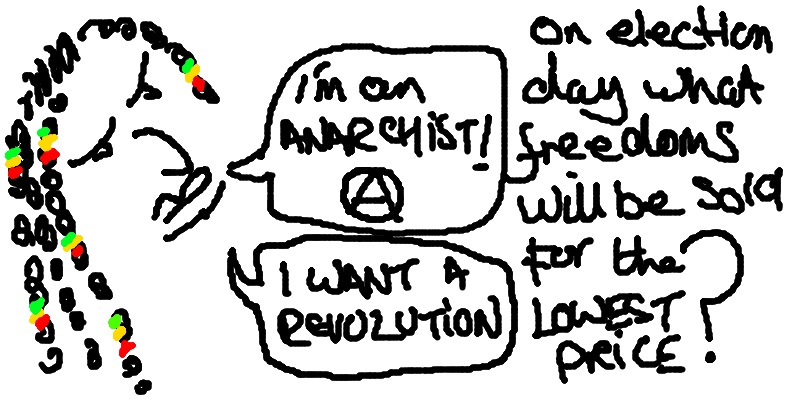 i'm an
ANARCHIST!
Ⓐ
I WANT A
REVOLUTION
on election
day what
freedoms
will be sold
for the
LOWEST
PRICE?